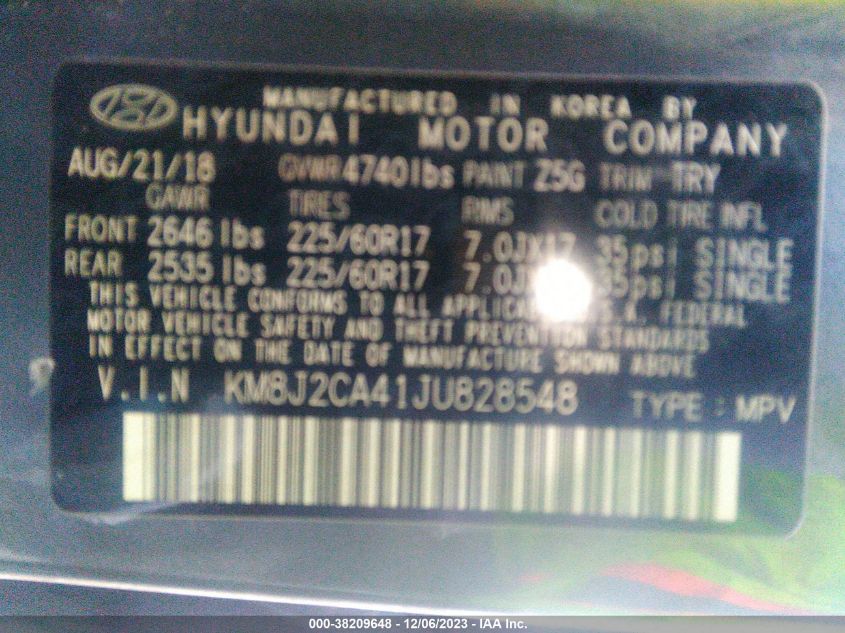 MANUFACTURED IN KOREA BY
HYUNDAI MOTOR COMPANY
AUG/21/18 GVWR 4740lbs PAINT Z5G TRIM TRY
GAWR TIRES RIMS COLD TIRE INFL
FRONT 2646 lbs 225/60R17 7.0JX17 35psi SINGLE
REAR 2535 lbs 225/60R17 35psi SINGLE
THIS VEHICLE CONFORMS TO ALL FEDERAL
MOTOR VEHICLE SAFETY AND THEFT PREVENTION STANDARDS
IN EFFECT ON THE DATE OF MANUFACTURE SHOWN ABOVE
V.I.N KM8J2CA41JU828548 TYPE : MPV
000-38209648 - 12/06/2023 - IAA Inc.